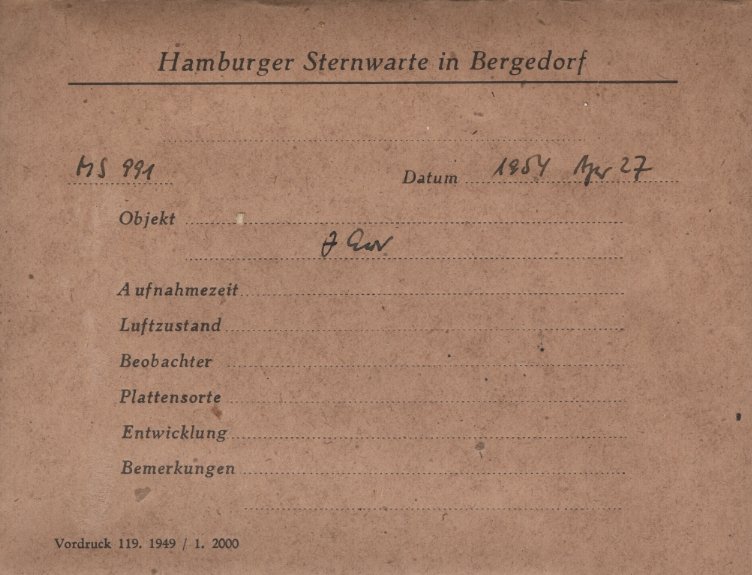 Hamburger Sternwarte in Bergedorf
MS 991 Datum 1954 Apr 27
Objekt
Aufnahmezeit
Luftzustand
Beobachter
Plattensorte
Entwicklung
Bemerkungen
Vordruck 119. 1949 / 1. 2000